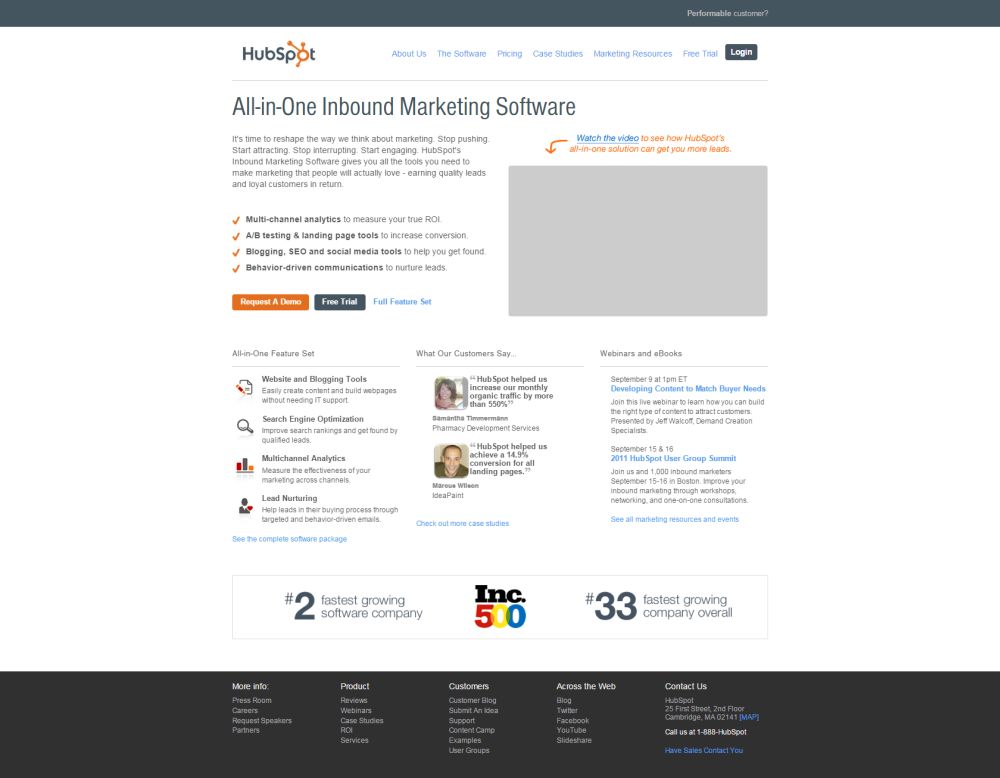 Performable customer?
HubSpot
About Us The Software Pricing Case Studies Marketing Resources Free Trial Login
All-in-One Inbound Marketing Software
It's time to reshape the way we think about marketing. Stop pushing.
Start attracting. Stop interrupting. Start engaging. HubSpot's
Inbound Marketing Software gives you all the tools you need to
make marketing that people will actually love - earning quality leads
and loyal customers in return.
Watch the video to see how HubSpot's
all-in-one solution can get you more leads.
Multi-channel analytics to measure your true ROI.
A/B testing & landing page tools to increase conversion.
Blogging, SEO and social media tools to help you get found.
Behavior-driven communications to nurture leads.
Request A Demo Free Trial Full Feature Set
All-in-One Feature Set
Website and Blogging Tools
Easily create content and build webpages
without needing IT support.
Search Engine Optimization
Improve search rankings and get found by
qualified leads.
Multichannel Analytics
Measure the effectiveness of your
marketing across channels.
Lead Nurturing
Help leads in their buying process through
targeted and behavior-driven emails.
See the complete software package
What Our Customers Say...
“HubSpot helped us
increase our monthly
organic traffic by more
than 550%”
Samantha Timmermann
Pharmacy Development Services
“HubSpot helped us
achieve a 14.9%
conversion for all
landing pages.”
Marcus Wilson
IdeaPaint
Check out more case studies
Webinars and eBooks
September 9 at 1pm ET
Developing Content to Match Buyer Needs
Join this live webinar to learn how you can build
the right type of content to attract customers.
Presented by Jeff Walcoff, Demand Creation
Specialists.
September 15 & 16
2011 HubSpot User Group Summit
Join us and 1,000 inbound marketers
September 15-16 in Boston. Improve your
inbound marketing through workshops,
networking, and one-on-one consultations.
See all marketing resources and events
#2 fastest growing
software company
Inc.
500
#33 fastest growing
company overall
More info:
Press Room
Careers
Request Speakers
Partners
Product
Reviews
Webinars
Case Studies
ROI
Services
Customers
Customer Blog
Submit An Idea
Support
Content Camp
Examples
User Groups
Across the Web
Blog
Twitter
Facebook
YouTube
Slideshare
Contact Us
HubSpot
25 First Street, 2nd Floor
Cambridge, MA 02141 [MAP]
Call us at 1-888-HubSpot
Have Sales Contact You